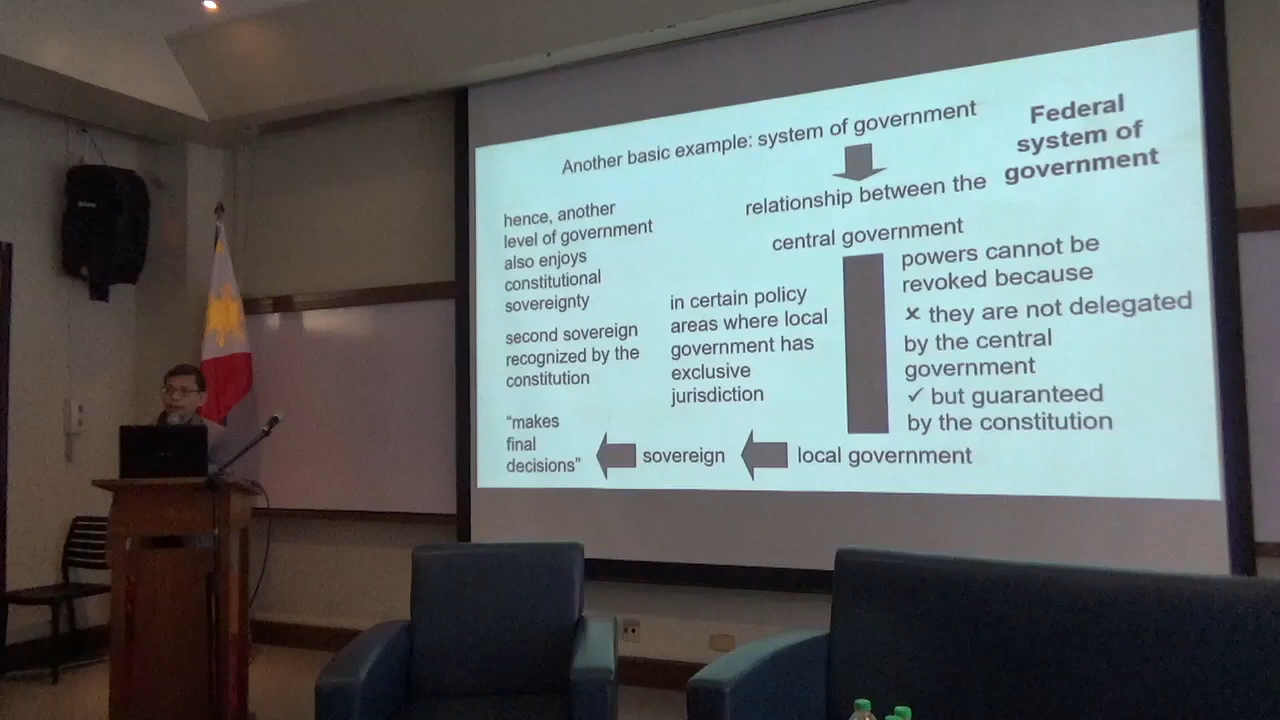 Another basic example: system of government
Federal
system of
government
relationship between the
central government
hence, another
level of government
also enjoys
constitutional
sovereignty
second sovereign
recognized by the
constitution
in certain policy
areas where local
government has
exclusive
jurisdiction
powers cannot be
revoked because
✘ they are not delegated
by the central
government
✓ but guaranteed
by the constitution
"makes
final
decisions"
sovereign
local government